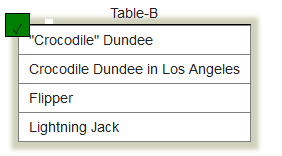 Table-B
"Crocodile" Dundee
Crocodile Dundee in Los Angeles
Flipper
Lightning Jack